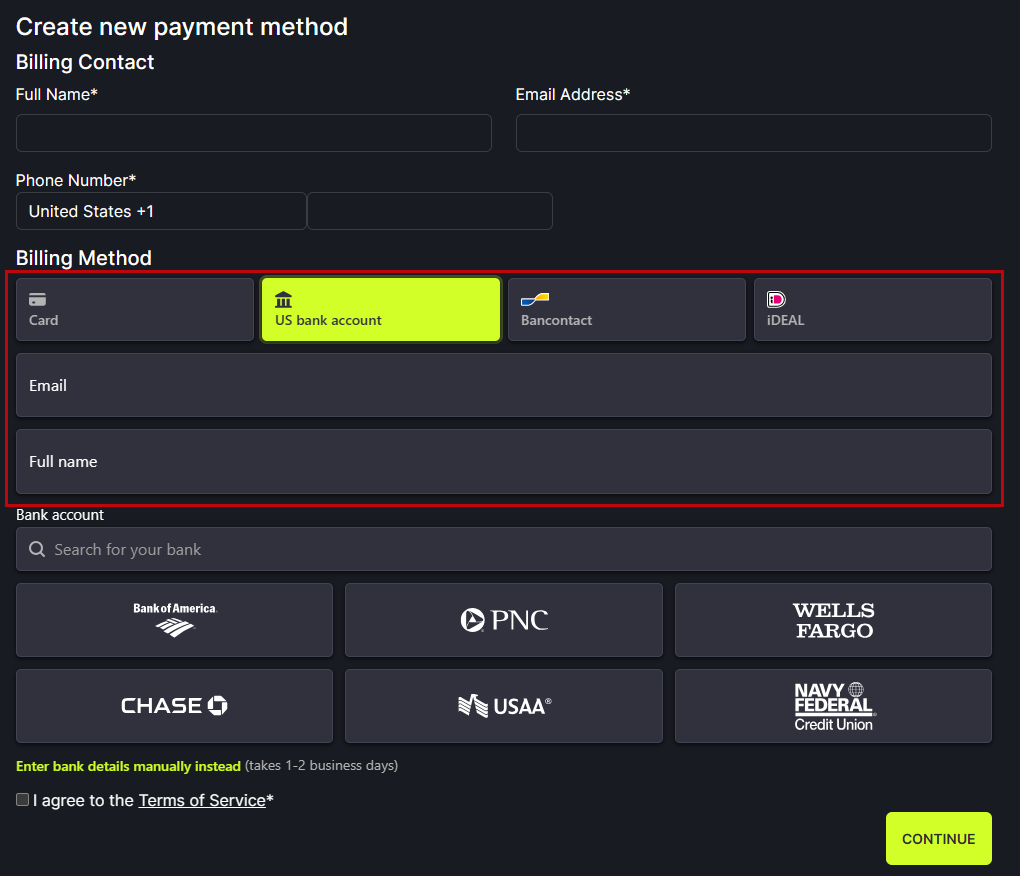 Create new payment method
Billing Contact
Full Name*
Email Address*
Phone Number*
United States +1
Billing Method
Card
US bank account
Bancontact
iDEAL
Email
Full name
Bank account
Search for your bank
Bank of America
PNC
WELLS
FARGO
CHASE
USAA®
NAVY
FEDERAL
Credit Union
Enter bank details manually instead (takes 1-2 business days)
I agree to the Terms of Service*
CONTINUE